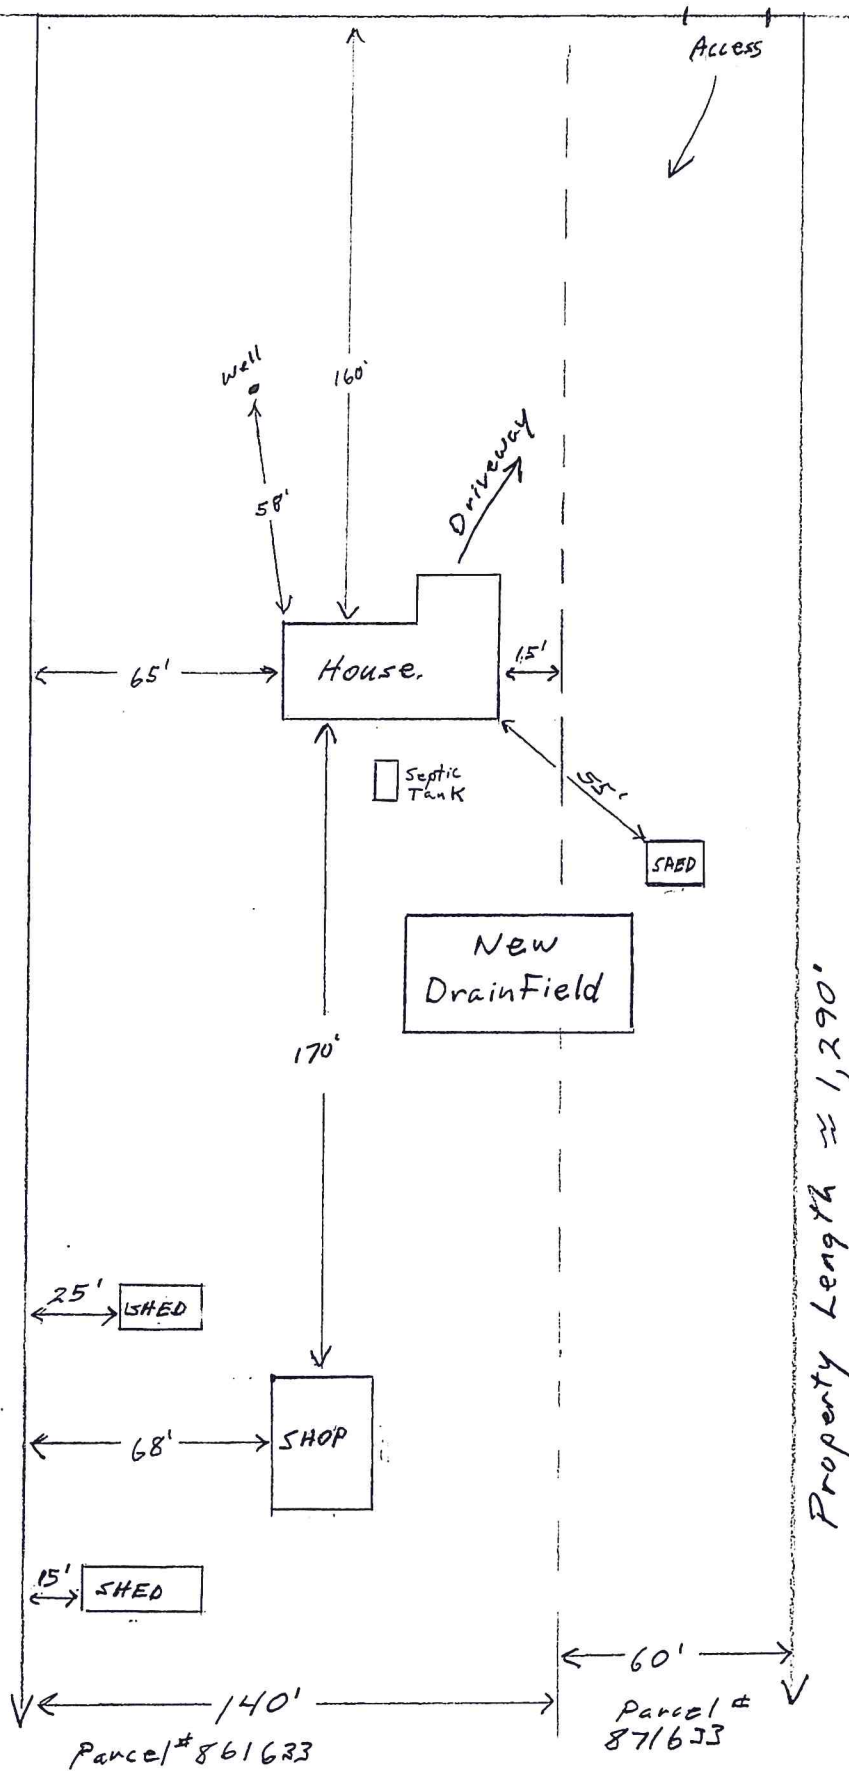 Access
well
160'
58'
Driveway
65'
House.
15'
Septic
Tank
55'
SHED
New
DrainField
170'
Property Length ≈ 1,290'
25'
SHED
68'
SHOP
15'
SHED
60'
140'
Parcel #
871633
Parcel # 861633